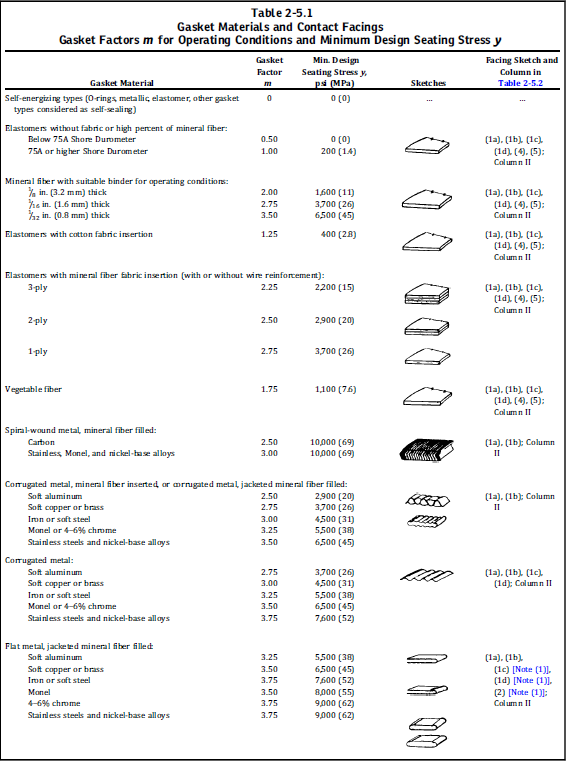 Table 2-5.1
Gasket Materials and Contact Facings
Gasket Factors m for Operating Conditions and Minimum Design Seating Stress y
Gasket Material
Gasket Factor m
Min. Design Seating Stress y, psi (MPa)
Sketches
Facing Sketch and Column in Table 2-5.2
Self-energizing types (O-rings, metallic, elastomer, other gasket 0 0 (0) ... ...
types considered as self-sealing)
Elastomers without fabric or high percent of mineral fiber:
Below 75A Shore Durometer 0.50 0 (0) (1a), (1b), (1c),
75A or higher Shore Durometer 1.00 200 (1.4) (1d), (4), (5);
Column II
Mineral fiber with suitable binder for operating conditions:
1/8 in. (3.2 mm) thick 2.00 1,600 (11) (1a), (1b), (1c),
1/16 in. (1.6 mm) thick 2.75 3,700 (26) (1d), (4), (5);
1/32 in. (0.8 mm) thick 3.50 6,500 (45) Column II
Elastomers with cotton fabric insertion 1.25 400 (2.8) (1a), (1b), (1c),
(1d), (4), (5);
Column II
Elastomers with mineral fiber fabric insertion (with or without wire reinforcement):
3-ply 2.25 2,200 (15) (1a), (1b), (1c),
(1d), (4), (5);
Column II
2-ply 2.50 2,900 (20)
1-ply 2.75 3,700 (26)
Vegetable fiber 1.75 1,100 (7.6) (1a), (1b), (1c),
(1d), (4), (5);
Column II
Spiral-wound metal, mineral fiber filled:
Carbon 2.50 10,000 (69) (1a), (1b); Column
Stainless, Monel, and nickel-base alloys 3.00 10,000 (69) II
Corrugated metal, mineral fiber inserted, or corrugated metal, jacketed mineral fiber filled:
Soft aluminum 2.50 2,900 (20) (1a), (1b); Column
Soft copper or brass 2.75 3,700 (26) II
Iron or soft steel 3.00 4,500 (31)
Monel or 4–6% chrome 3.25 5,500 (38)
Stainless steels and nickel-base alloys 3.50 6,500 (45)
Corrugated metal:
Soft aluminum 2.75 3,700 (26) (1a), (1b), (1c),
Soft copper or brass 3.00 4,500 (31) (1d); Column II
Iron or soft steel 3.25 5,500 (38)
Monel or 4–6% chrome 3.50 6,500 (45)
Stainless steels and nickel-base alloys 3.75 7,600 (52)
Flat metal, jacketed mineral fiber filled:
Soft aluminum 3.25 5,500 (38) (1a), (1b),
Soft copper or brass 3.50 6,500 (45) (1c) [Note (1)],
Iron or soft steel 3.75 7,600 (52) (1d) [Note (1)],
Monel 3.50 8,000 (55) (2) [Note (1)];
4–6% chrome 3.75 9,000 (62) Column II
Stainless steels and nickel-base alloys 3.75 9,000 (62)